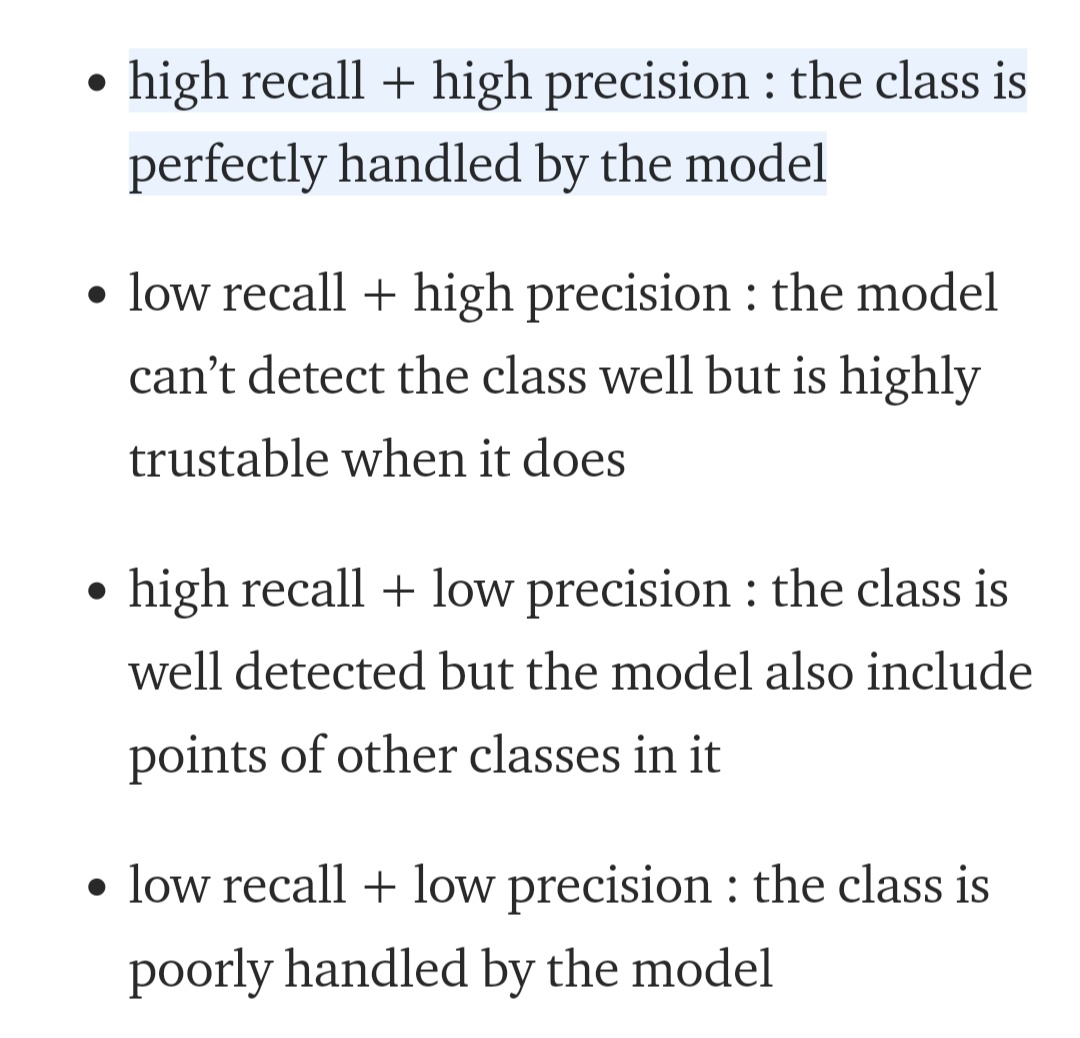 • high recall + high precision : the class is
perfectly handled by the model
• low recall + high precision : the model
can’t detect the class well but is highly
trustable when it does
• high recall + low precision : the class is
well detected but the model also include
points of other classes in it
• low recall + low precision : the class is
poorly handled by the model